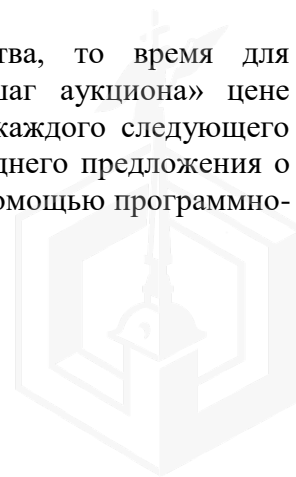 тва, то время для
шаг аукциона» цене
каждого следующего
днего предложения о
омощью программно-